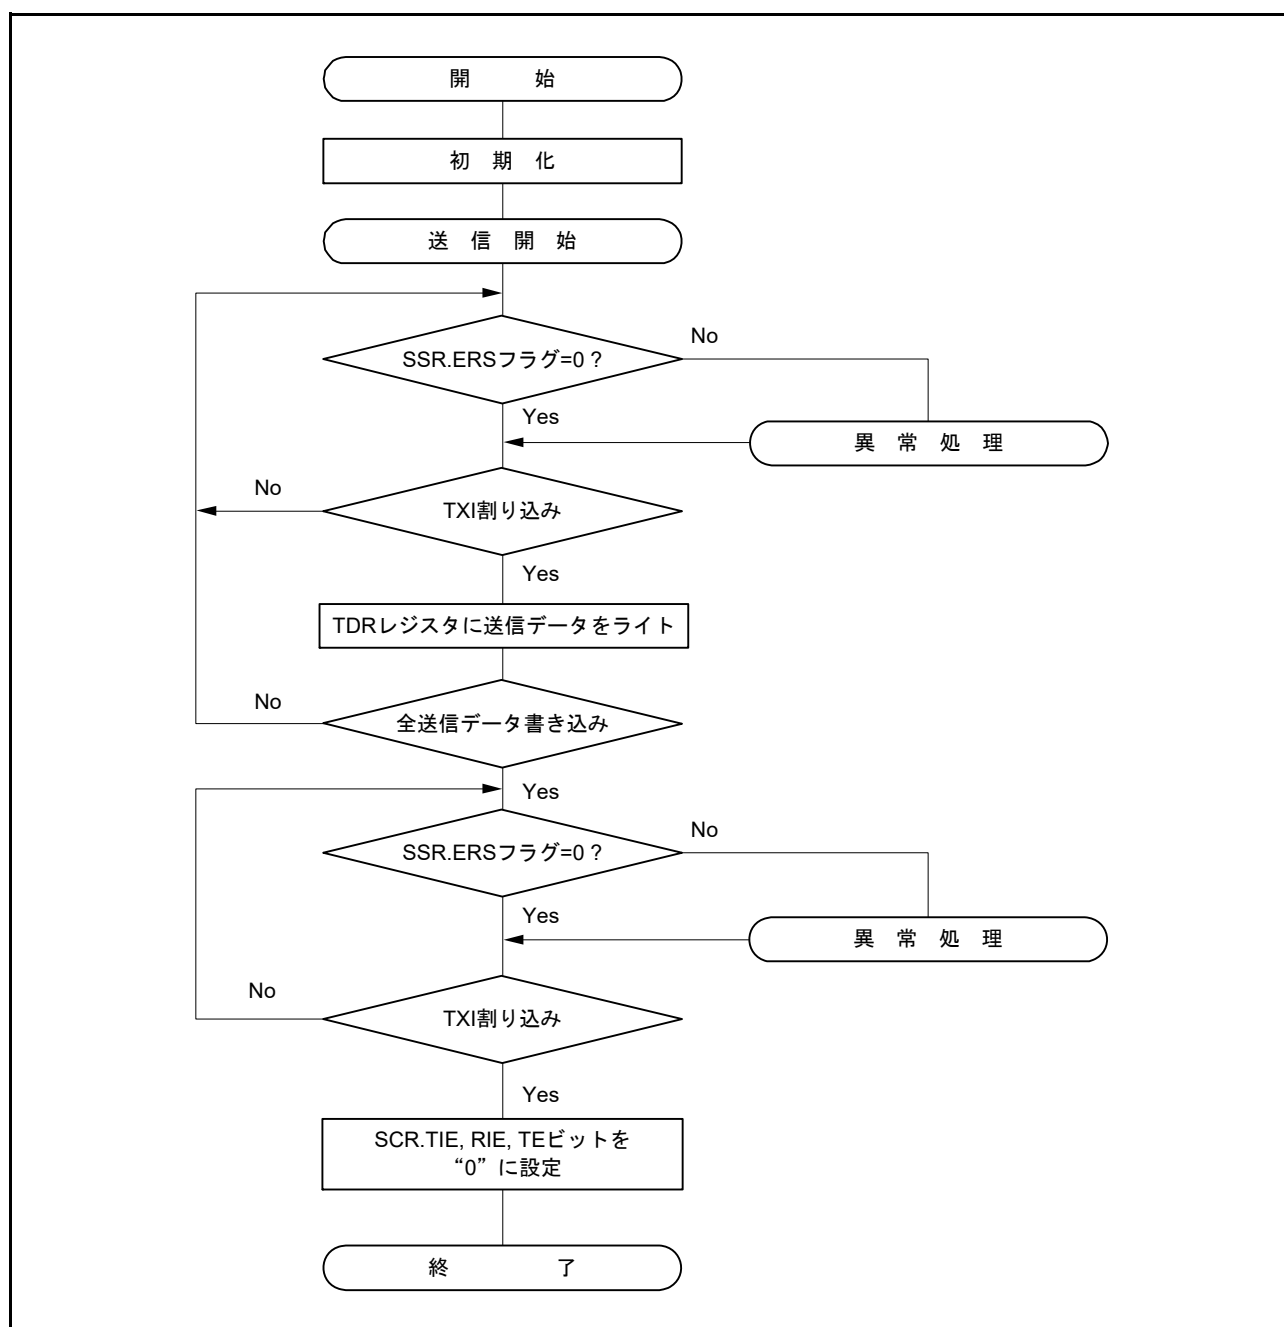 開 始
初 期 化
送 信 開 始
SSR.ERSフラグ=0 ?
No
Yes
異 常 処 理
No
TXI割り込み
Yes
TDRレジスタに送信データをライト
No
全送信データ書き込み
Yes
SSR.ERSフラグ=0 ?
No
Yes
異 常 処 理
No
TXI割り込み
Yes
SCR.TIE, RIE, TEビットを
“0”に設定
終 了